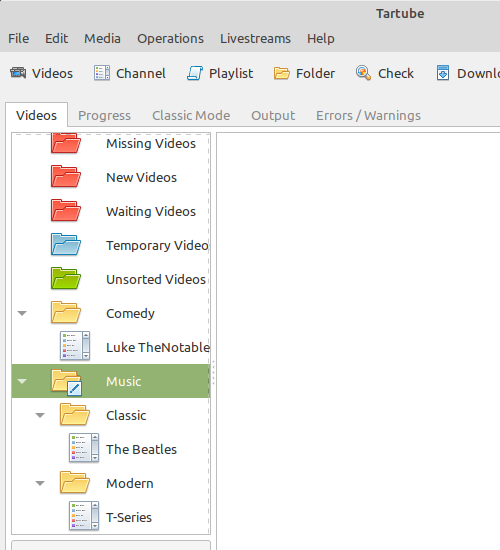 Tartube
File Edit Media Operations Livestreams Help
Videos Channel Playlist Folder Check Downlo
Videos Progress Classic Mode Output Errors / Warnings
Missing Videos
New Videos
Waiting Videos
Temporary Video
Unsorted Videos
Comedy
Luke TheNotable
Music
Classic
The Beatles
Modern
T-Series